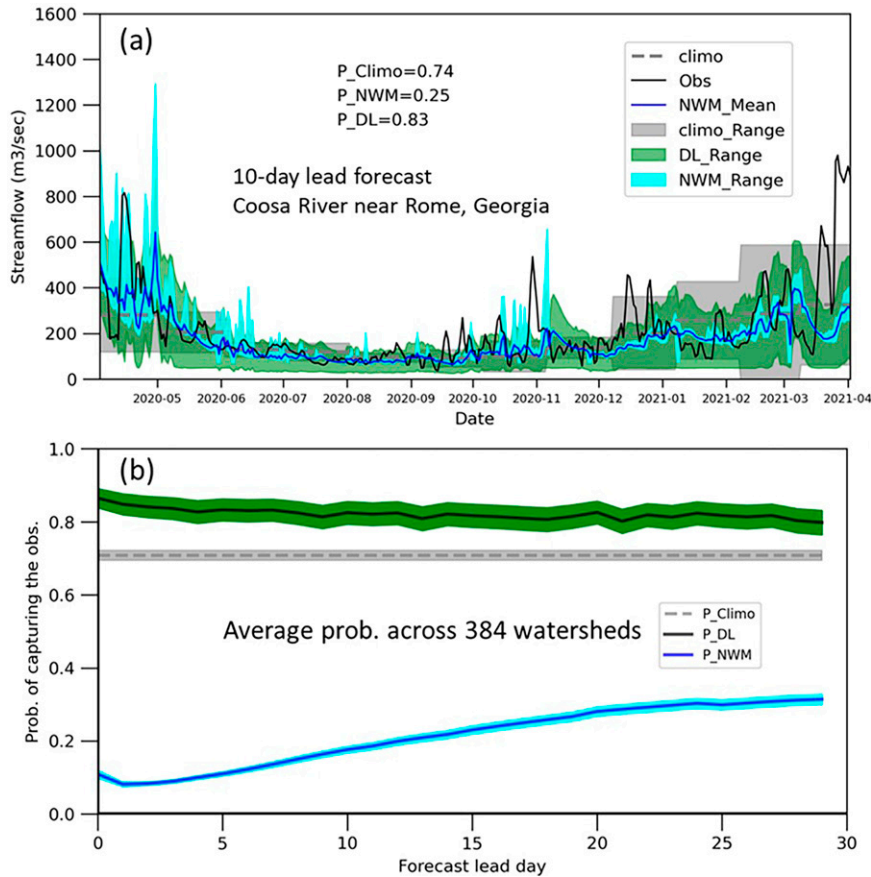 (a)
1600
1400
1200
1000
800
600
400
200
0
Streamflow (m3/sec)
P_Climo=0.74
P_NWM=0.25
P_DL=0.83
10-day lead forecast
Coosa River near Rome, Georgia
climo
Obs
NWM_Mean
climo_Range
DL_Range
NWM_Range
2020-05 2020-06 2020-07 2020-08 2020-09 2020-10 2020-11 2020-12 2021-01 2021-02 2021-03 2021-04
Date
(b)
1.0
0.8
0.6
0.4
0.2
0.0
Prob. of capturing the obs.
Average prob. across 384 watersheds
P_Climo
P_DL
P_NWM
0 5 10 15 20 25 30
Forecast lead day